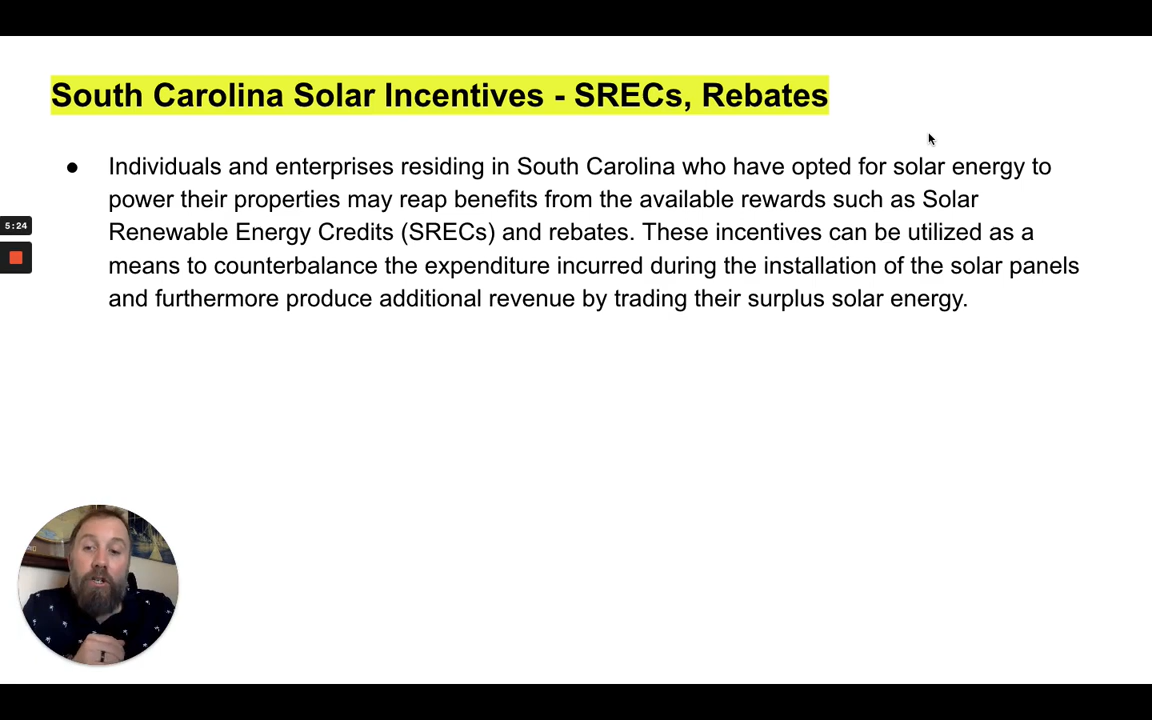 South Carolina Solar Incentives - SRECs, Rebates
● Individuals and enterprises residing in South Carolina who have opted for solar energy to
power their properties may reap benefits from the available rewards such as Solar
Renewable Energy Credits (SRECs) and rebates. These incentives can be utilized as a
means to counterbalance the expenditure incurred during the installation of the solar panels
and furthermore produce additional revenue by trading their surplus solar energy.
5:24